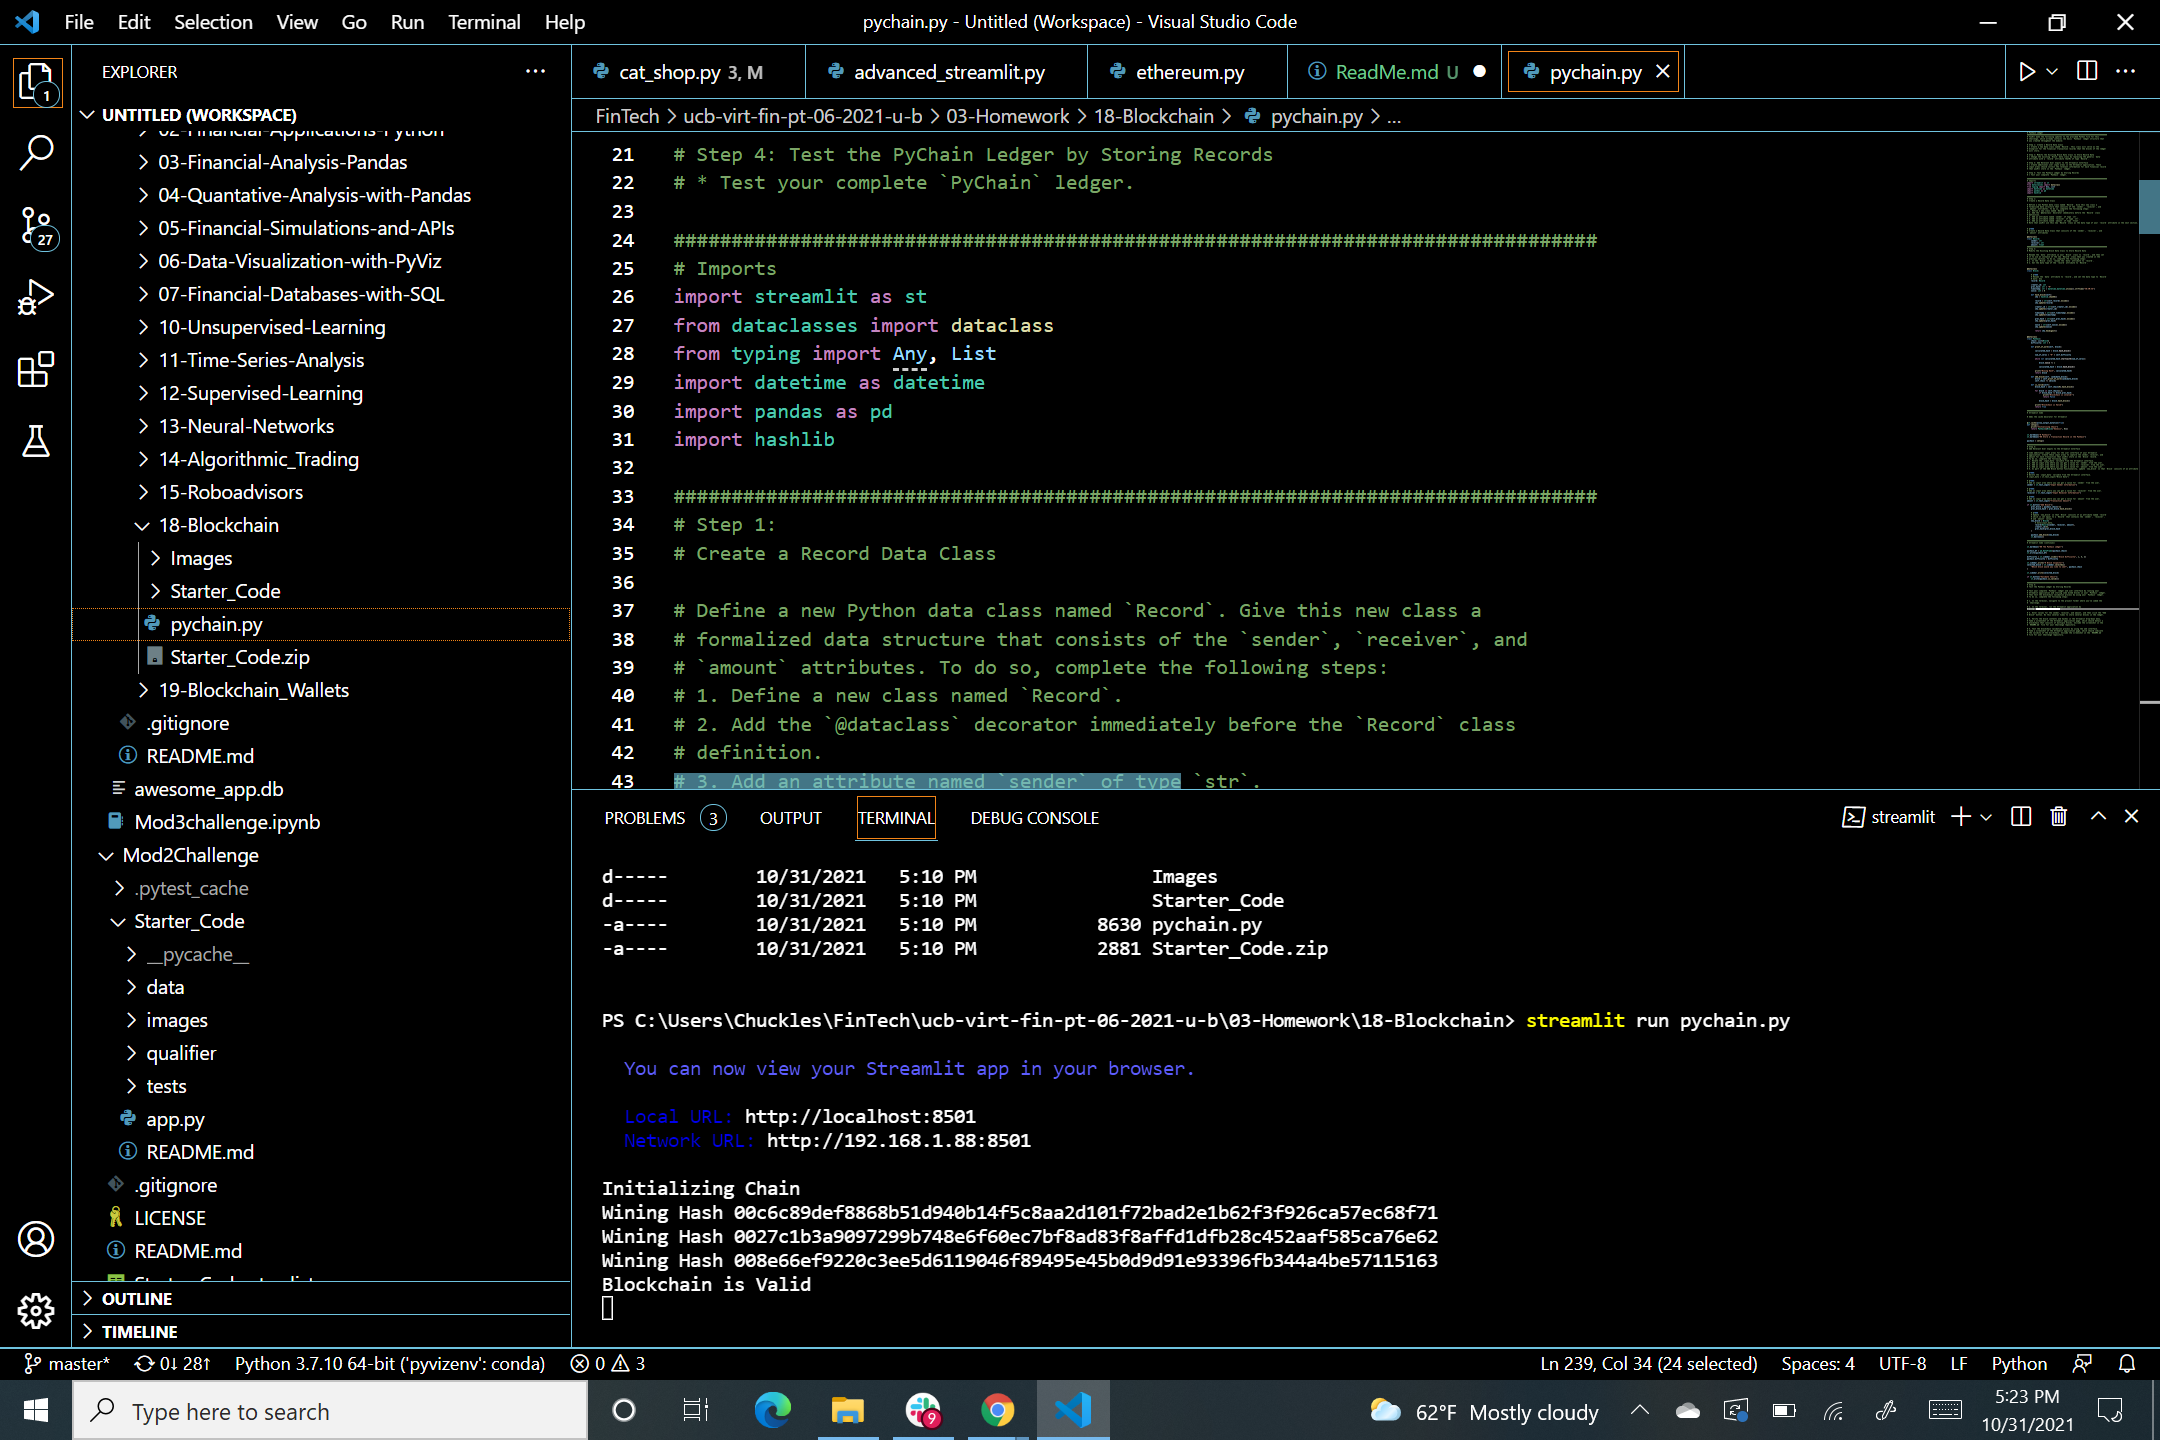 File Edit Selection View Go Run Terminal Help
pychain.py - Untitled (Workspace) - Visual Studio Code
EXPLORER
1
27
UNTITLED (WORKSPACE)
02-Financial-Applications-Python
03-Financial-Analysis-Pandas
04-Quantative-Analysis-with-Pandas
05-Financial-Simulations-and-APIs
06-Data-Visualization-with-PyViz
07-Financial-Databases-with-SQL
10-Unsupervised-Learning
11-Time-Series-Analysis
12-Supervised-Learning
13-Neural-Networks
14-Algorithmic_Trading
15-Roboadvisors
18-Blockchain
Images
Starter_Code
pychain.py
Starter_Code.zip
19-Blockchain_Wallets
.gitignore
README.md
awesome_app.db
Mod3challenge.ipynb
Mod2Challenge
.pytest_cache
Starter_Code
__pycache__
data
images
qualifier
tests
app.py
README.md
.gitignore
LICENSE
README.md
OUTLINE
TIMELINE
cat_shop.py 3, M
advanced_streamlit.py
ethereum.py
ReadMe.md U
pychain.py
FinTech > ucb-virt-fin-pt-06-2021-u-b > 03-Homework > 18-Blockchain > pychain.py > ...
21 # Step 4: Test the PyChain Ledger by Storing Records
22 # * Test your complete `PyChain` ledger.
23
24 ################################################################################
25 # Imports
26 import streamlit as st
27 from dataclasses import dataclass
28 from typing import Any, List
29 import datetime as datetime
30 import pandas as pd
31 import hashlib
32
33 ################################################################################
34 # Step 1:
35 # Create a Record Data Class
36
37 # Define a new Python data class named `Record`. Give this new class a
38 # formalized data structure that consists of the `sender`, `receiver`, and
39 # `amount` attributes. To do so, complete the following steps:
40 # 1. Define a new class named `Record`.
41 # 2. Add the `@dataclass` decorator immediately before the `Record` class
42 # definition.
43 # 3. Add an attribute named `sender` of type `str`.
PROBLEMS 3 OUTPUT TERMINAL DEBUG CONSOLE
streamlit
d----- 10/31/2021 5:10 PM Images
d----- 10/31/2021 5:10 PM Starter_Code
-a---- 10/31/2021 5:10 PM 8630 pychain.py
-a---- 10/31/2021 5:10 PM 2881 Starter_Code.zip
PS C:\Users\Chuckles\FinTech\ucb-virt-fin-pt-06-2021-u-b\03-Homework\18-Blockchain> streamlit run pychain.py
You can now view your Streamlit app in your browser.
Local URL: http://localhost:8501
Network URL: http://192.168.1.88:8501
Initializing Chain
Wining Hash 00c6c89def8868b51d940b14f5c8aa2d101f72bad2e1b62f3f926ca57ec68f71
Wining Hash 0027c1b3a9097299b748e6f60ec7bf8ad83f8affd1dfb28c452aaf585ca76e62
Wining Hash 008e66ef9220c3ee5d6119046f89495e45b0d9d91e93396fb344a4be57115163
Blockchain is Valid
master* 0↓ 28↑ Python 3.7.10 64-bit ('pyvizenv': conda) 0 3
Ln 239, Col 34 (24 selected) Spaces: 4 UTF-8 LF Python
Type here to search
9
62°F Mostly cloudy
5:23 PM
10/31/2021